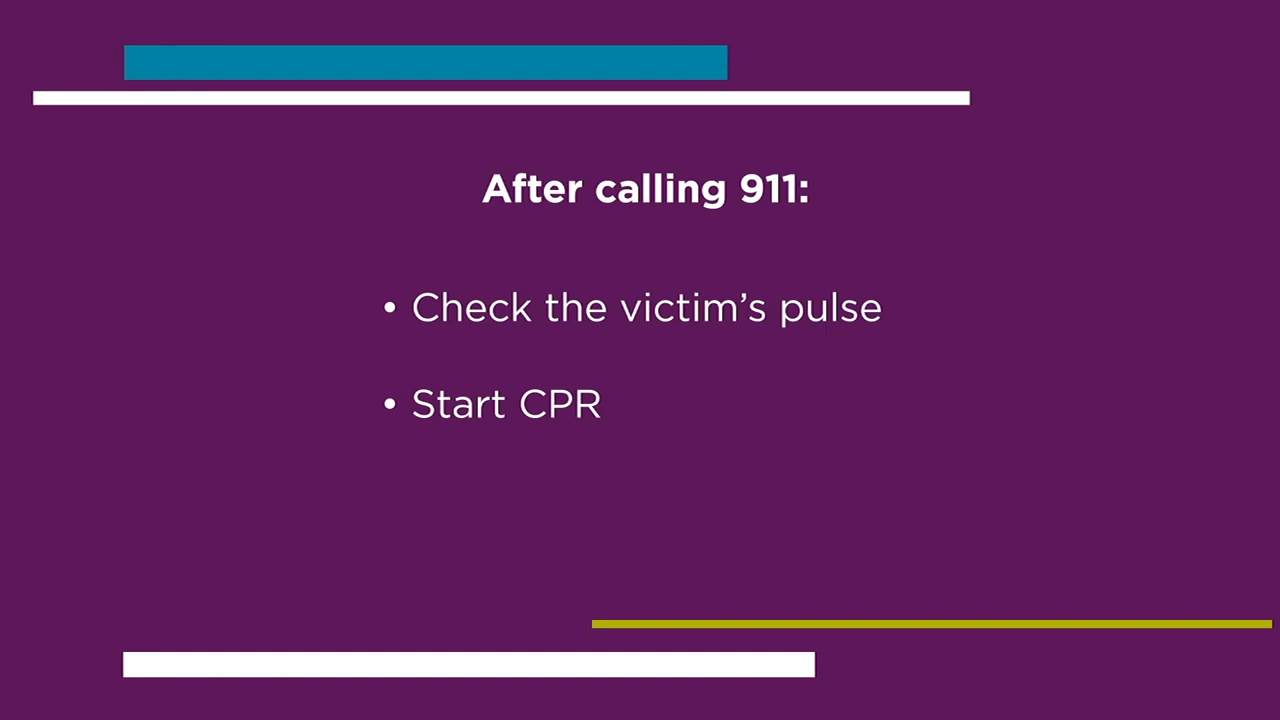 After calling 911:
• Check the victim’s pulse
• Start CPR